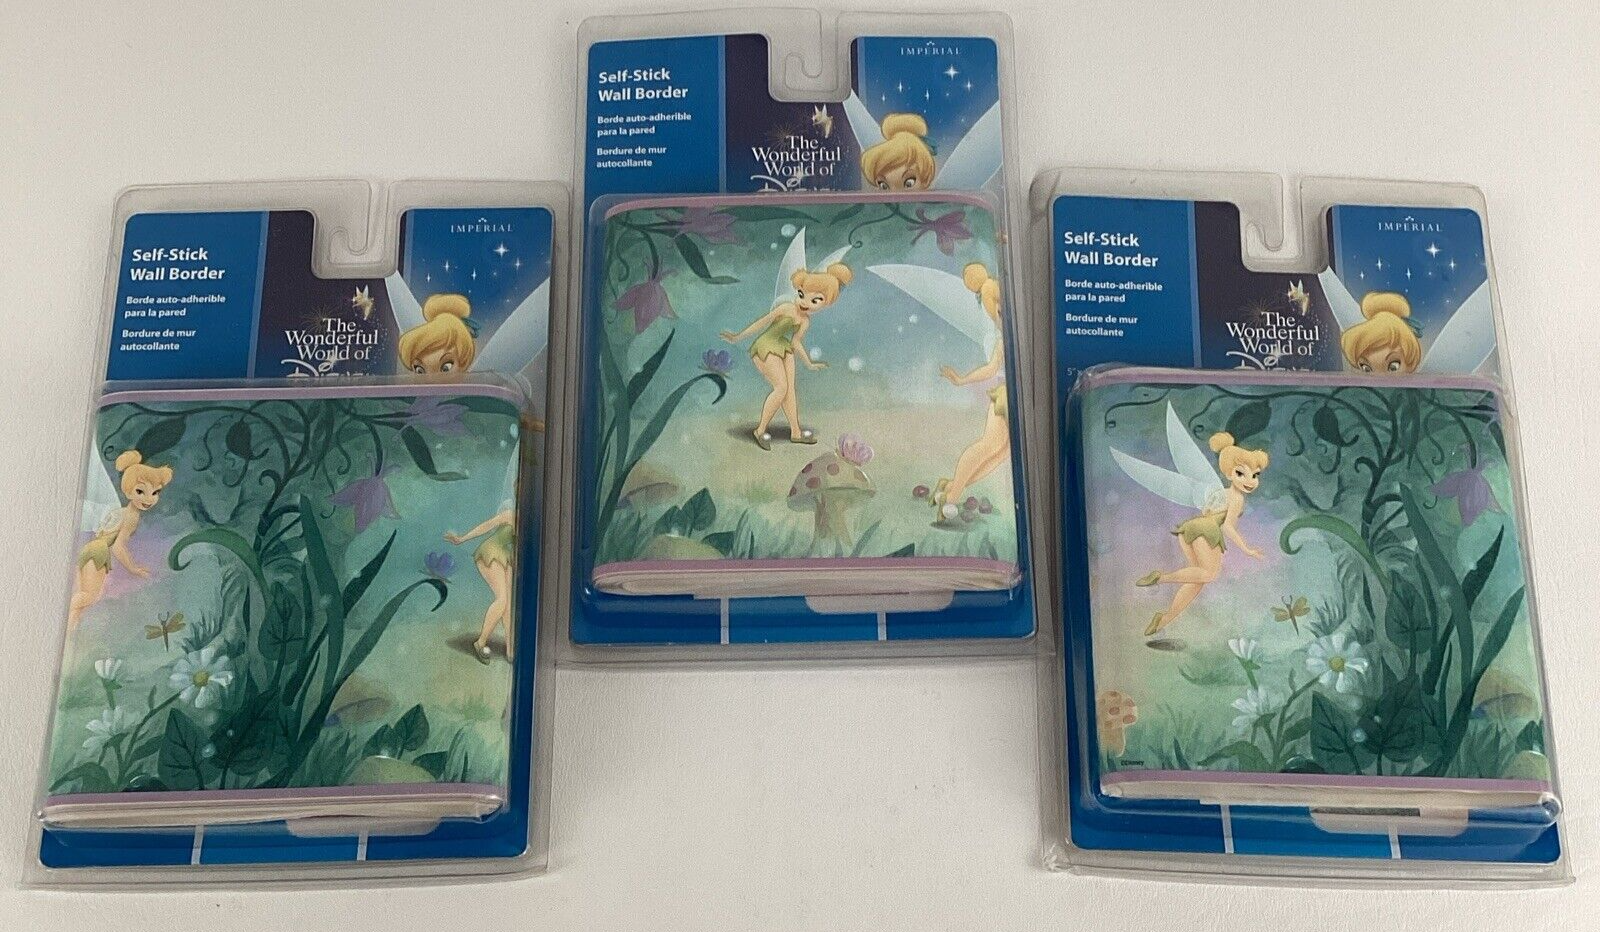 Self-Stick
Wall Border
Borde auto-adherible
para la pared
Bordure de mur
autocollante
The
Wonderful
World of
IMPERIAL
Self-Stick
Wall Border
Borde auto-adherible
para la pared
Bordure de mur
autocollante
The
Wonderful
World of
Disney
IMPERIAL
Self-Stick
Wall Border
Borde auto-adherible
para la pared
Bordure de mur
autocollante
5"
The
Wonderful
World of
IMPERIAL
©Disney